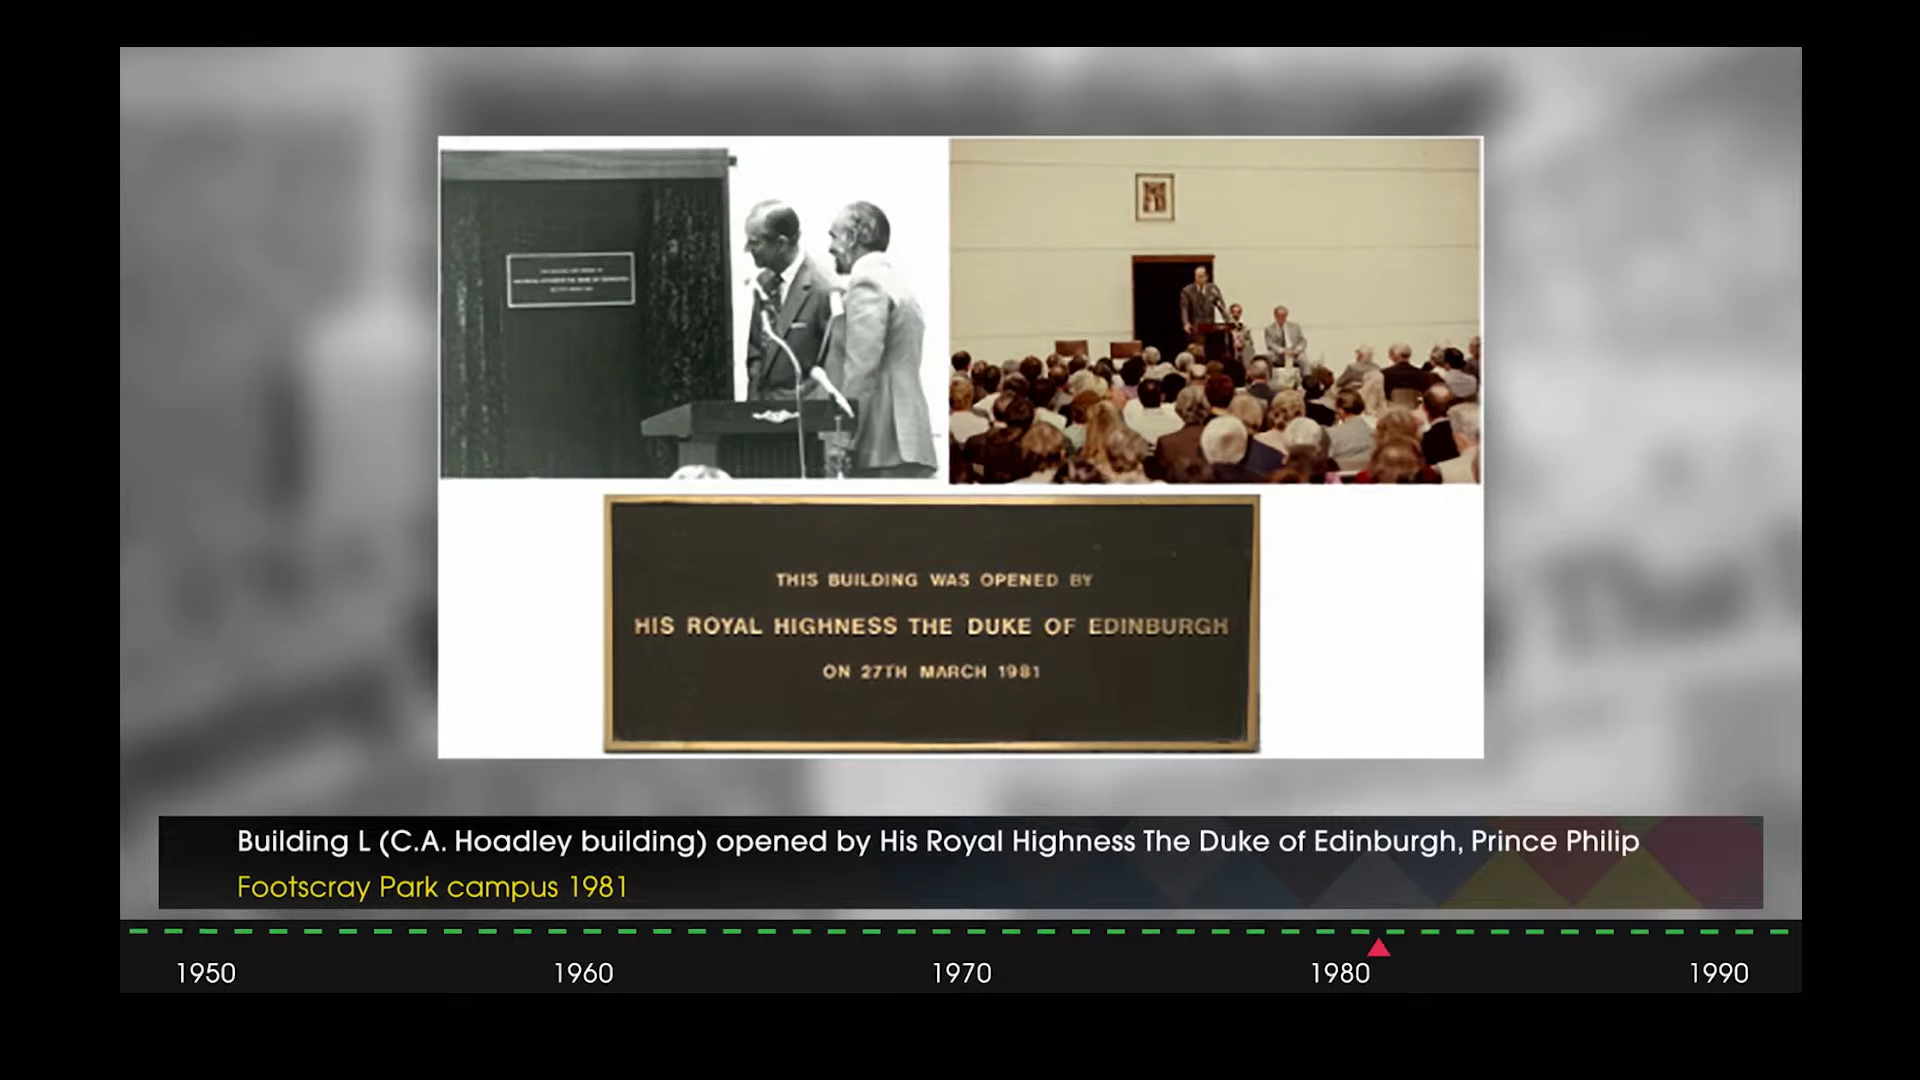 THIS BUILDING WAS OPENED BY
HIS ROYAL HIGHNESS THE DUKE OF EDINBURGH
ON 27TH MARCH 1981
Building L (C.A. Hoadley building) opened by His Royal Highness The Duke of Edinburgh, Prince Philip
Footscray Park campus 1981
1950 1960 1970 1980 1990